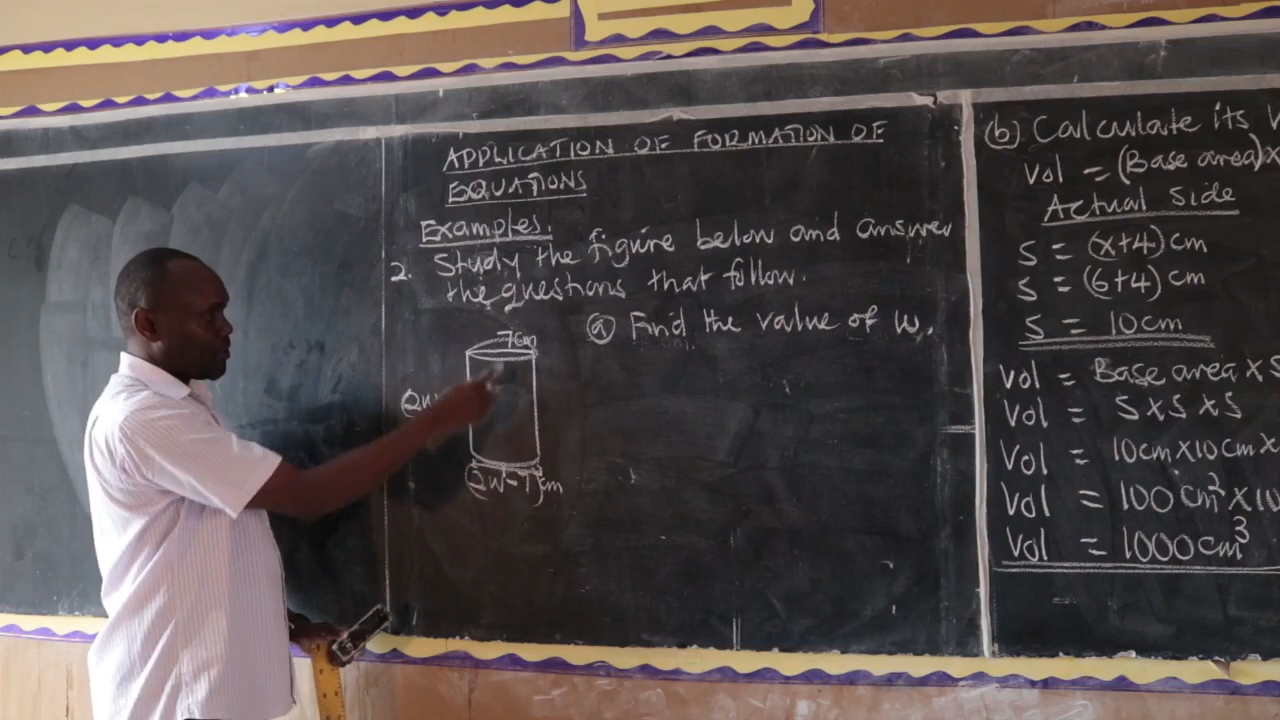 APPLICATION OF FORMATION OF
EQUATIONS
Examples.
2. Study the figure below and answer
the questions that follow.
(a) Find the value of w.
7cm
(2w
(2w-7)cm
(b) Calculate its V
Vol = (Base area)x
Actual side
S = (x+4)cm
S = (6+4)cm
S = 10cm
Vol = Base area x S
Vol = S x S x S
Vol = 10cm x 10cm x
Vol = 100cm² x 10
Vol = 1000cm³